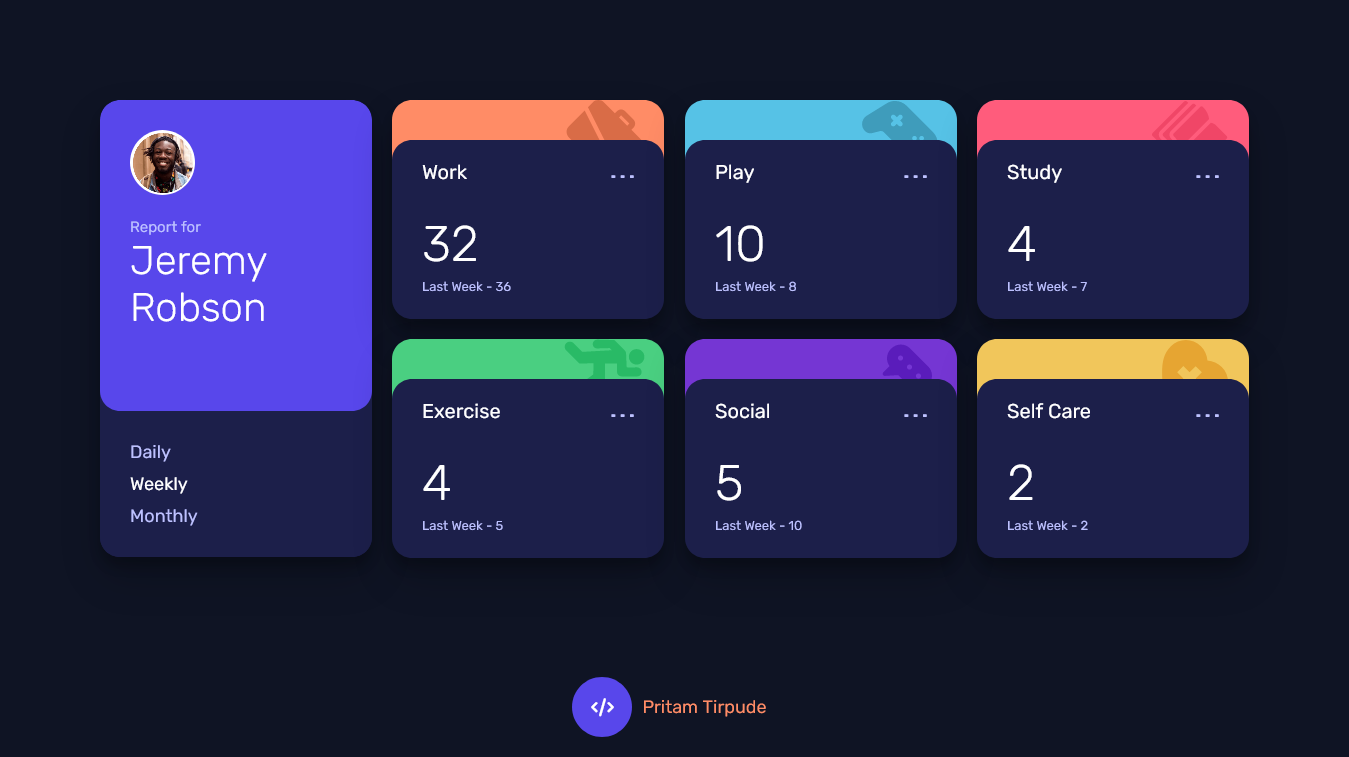 Report for
Jeremy
Robson
Daily
Weekly
Monthly
Work
32
Last Week - 36
Play
10
Last Week - 8
Study
4
Last Week - 7
Exercise
4
Last Week - 5
Social
5
Last Week - 10
Self Care
2
Last Week - 2
Pritam Tirpude